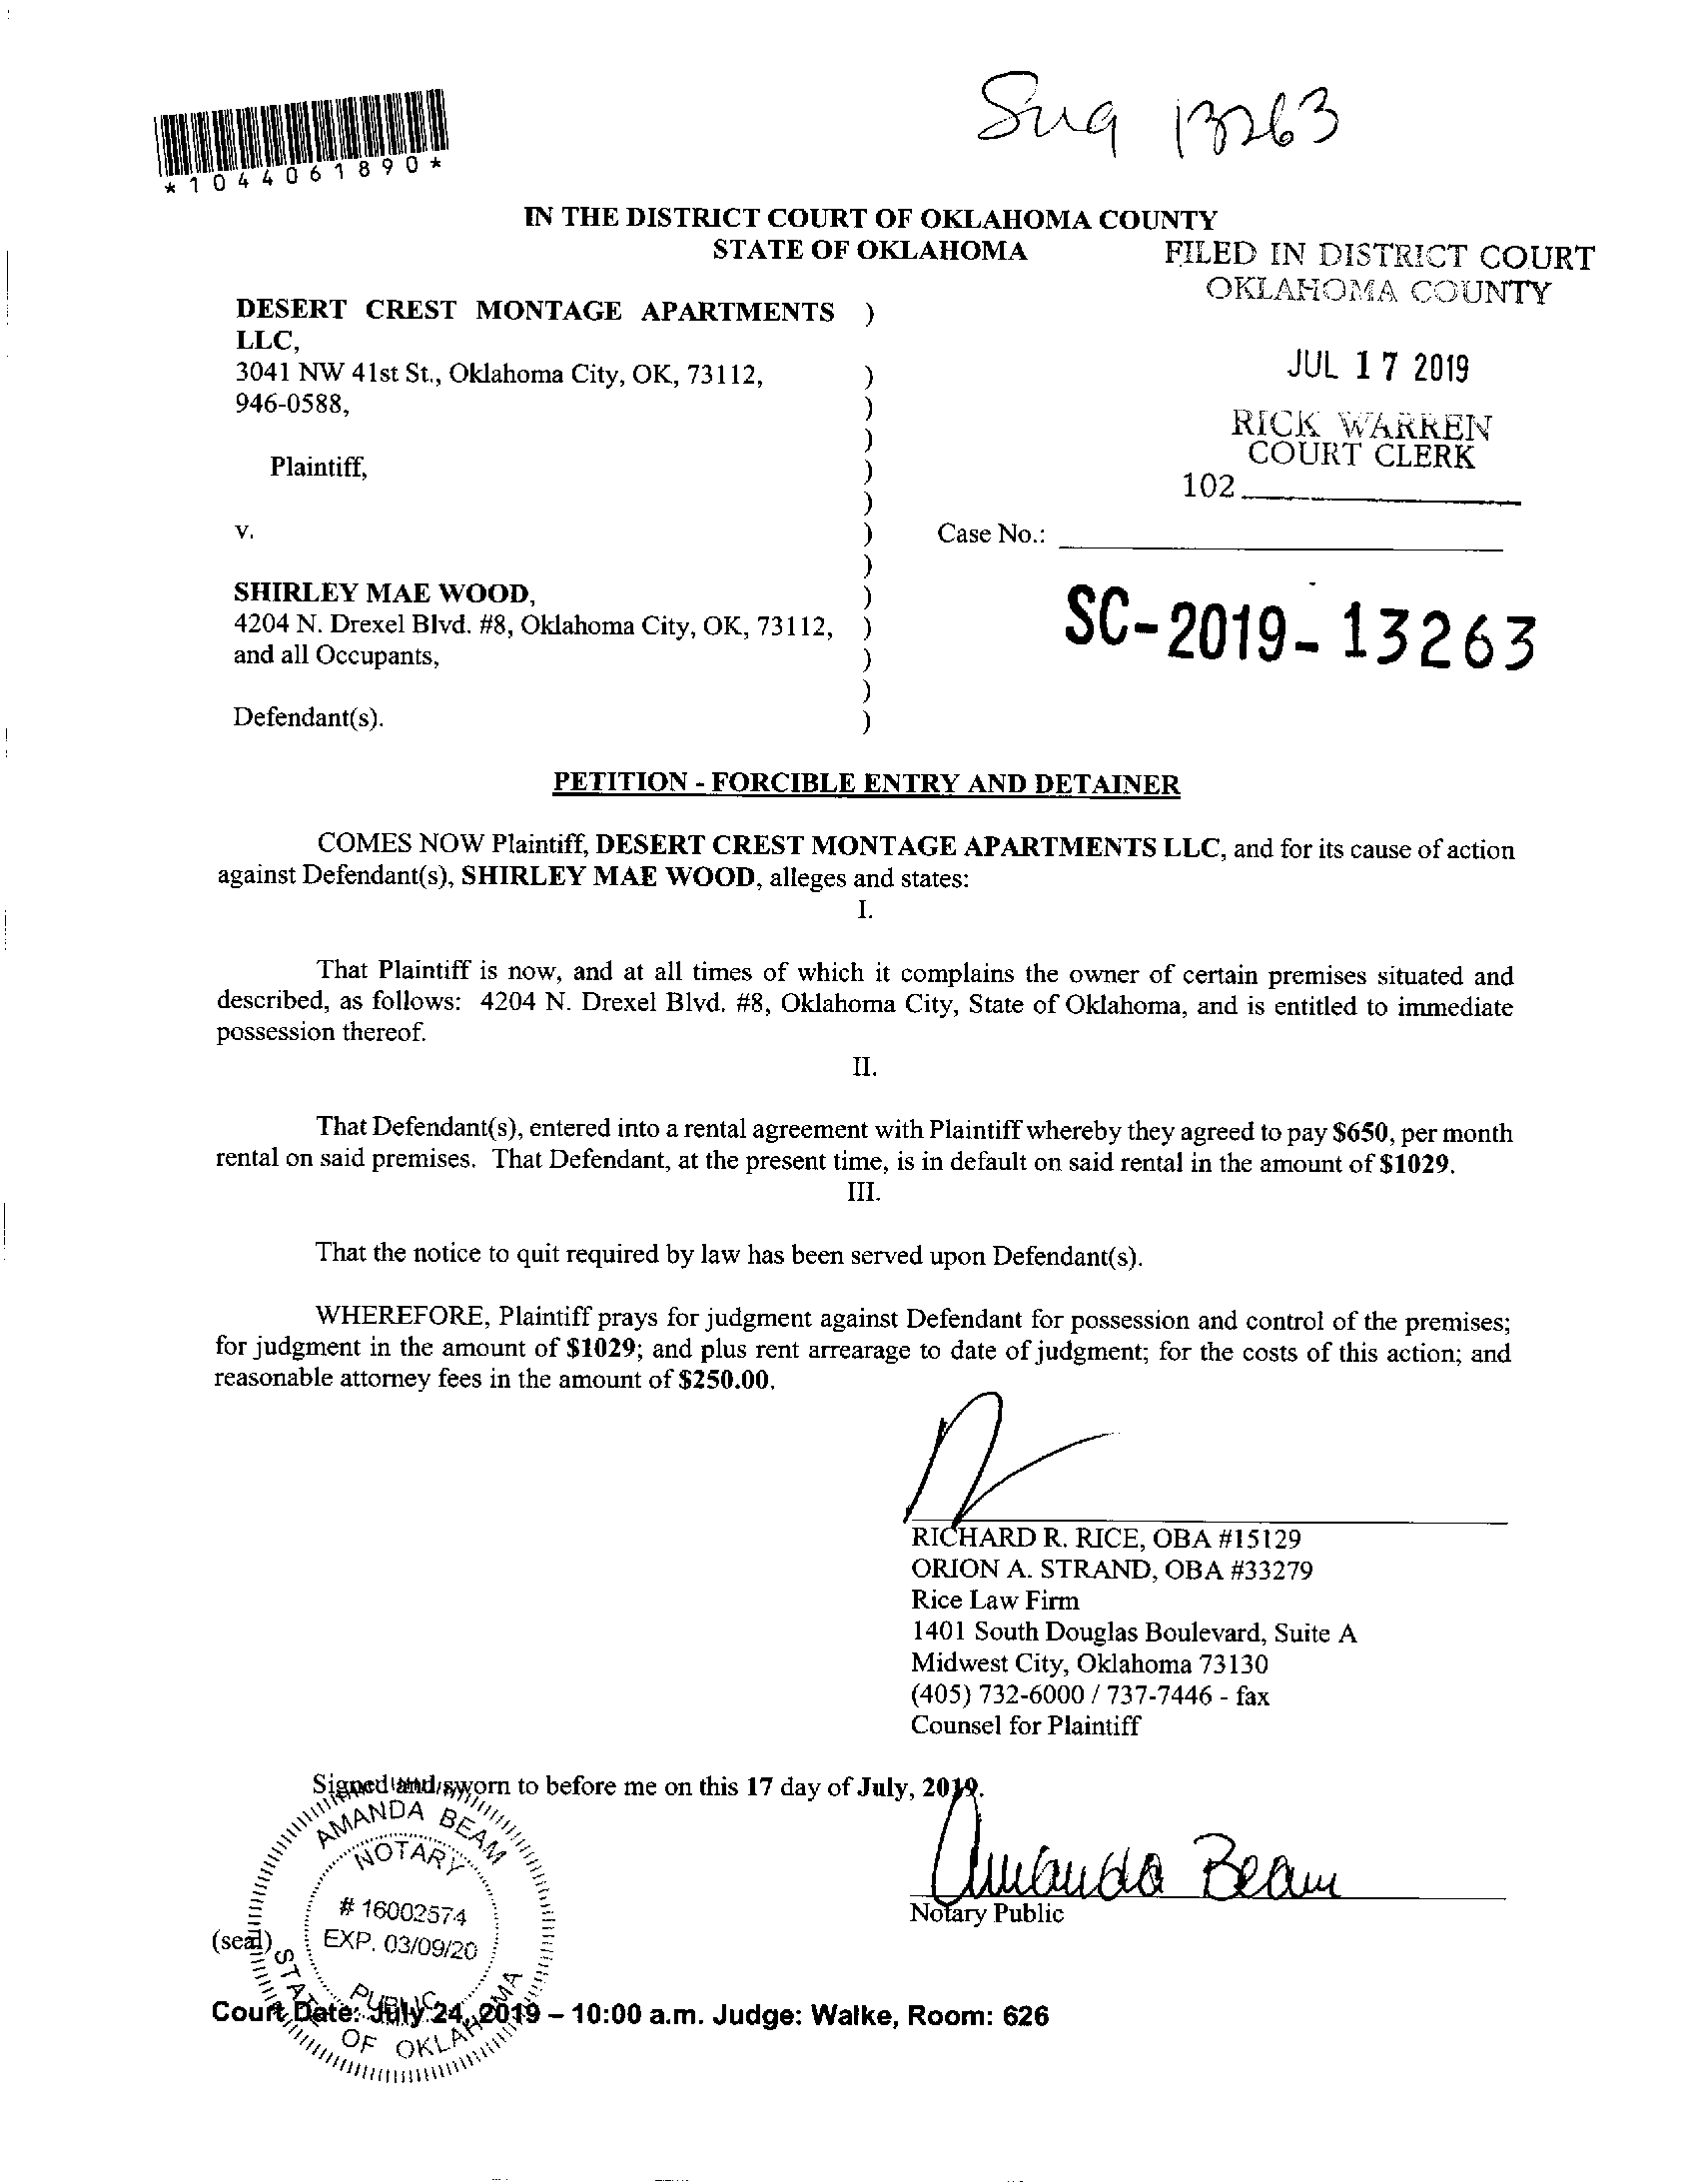 *1044061890*
13263
IN THE DISTRICT COURT OF OKLAHOMA COUNTY
STATE OF OKLAHOMA
FILED IN DISTRICT COURT
OKLAHOMA COUNTY
JUL 17 2019
RICK WARREN
COURT CLERK
102
DESERT CREST MONTAGE APARTMENTS )
LLC,
3041 NW 41st St., Oklahoma City, OK, 73112, )
946-0588, )
)
Plaintiff, )
)
v. )
Case No.:
)
SHIRLEY MAE WOOD, )
4204 N. Drexel Blvd. #8, Oklahoma City, OK, 73112, )
and all Occupants, )
)
Defendant(s). )
SC-2019-13263
PETITION - FORCIBLE ENTRY AND DETAINER
COMES NOW Plaintiff, DESERT CREST MONTAGE APARTMENTS LLC, and for its cause of action
against Defendant(s), SHIRLEY MAE WOOD, alleges and states:
I.
That Plaintiff is now, and at all times of which it complains the owner of certain premises situated and
described, as follows: 4204 N. Drexel Blvd. #8, Oklahoma City, State of Oklahoma, and is entitled to immediate
possession thereof.
II.
That Defendant(s), entered into a rental agreement with Plaintiff whereby they agreed to pay $650, per month
rental on said premises. That Defendant, at the present time, is in default on said rental in the amount of $1029.
III.
That the notice to quit required by law has been served upon Defendant(s).
WHEREFORE, Plaintiff prays for judgment against Defendant for possession and control of the premises;
for judgment in the amount of $1029; and plus rent arrearage to date of judgment; for the costs of this action; and
reasonable attorney fees in the amount of $250.00.
RICHARD R. RICE, OBA #15129
ORION A. STRAND, OBA #33279
Rice Law Firm
1401 South Douglas Boulevard, Suite A
Midwest City, Oklahoma 73130
(405) 732-6000 / 737-7446 - fax
Counsel for Plaintiff
Signed and sworn to before me on this 17 day of July, 2019.
AMANDA BEAM
NOTARY
# 16002574
EXP. 03/09/20
PUBLIC
STATE OF OKLAHOMA
Amanda Beam
Notary Public
(seal)
Court Date: July 24, 2019 – 10:00 a.m. Judge: Walke, Room: 626